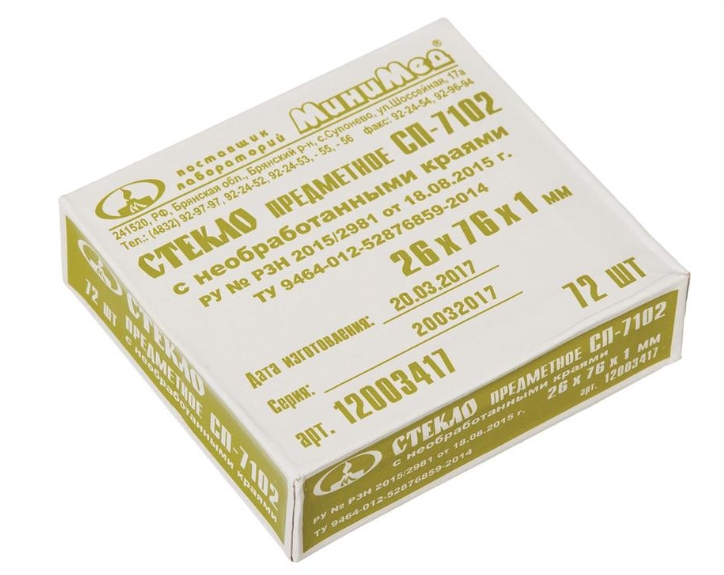 поставщик
лабораторий
МиниМед®
241520, РФ, Брянская обл., Брянский р-н, с.Супонево, ул.Шоссейная, 17а
Тел.: (4832) 92-97-97, 92-24-52, 92-24-53, - 55, - 56 факс: 92-24-54, 92-96-94
СТЕКЛО ПРЕДМЕТНОЕ СП-7102
с необработанными краями
РУ № РЗН 2015/2981 от 18.08.2015 г.
ТУ 9464-012-52876859-2014
26 х 76 х 1 мм
72 ШТ
Дата изготовления: 20.03.2017
Серия: 20032017
арт. 12003417
72 ШТ
СТЕКЛО
ПРЕДМЕТНОЕ СП-7102
с необработанными краями
СТЕКЛО ПРЕДМЕТНОЕ СП-7102
с необработанными краями
26 х 76 х 1 мм
РУ № РЗН 2015/2981 от 18.08.2015 г.
ТУ 9464-012-52876859-2014
арт. 12003417